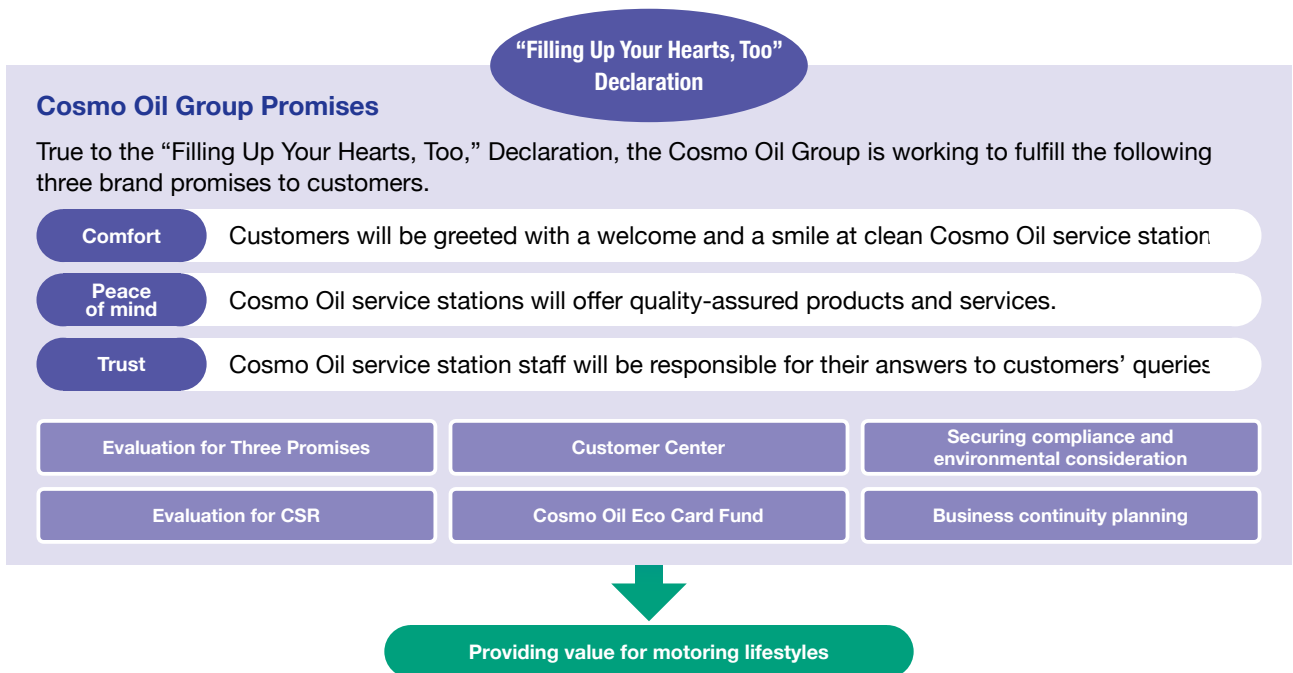 “Filling Up Your Hearts, Too”
Declaration
Cosmo Oil Group Promises
True to the “Filling Up Your Hearts, Too,” Declaration, the Cosmo Oil Group is working to fulfill the following
three brand promises to customers.
Comfort
Customers will be greeted with a welcome and a smile at clean Cosmo Oil service station
Peace
of mind
Cosmo Oil service stations will offer quality-assured products and services.
Trust
Cosmo Oil service station staff will be responsible for their answers to customers’ queries
Evaluation for Three Promises
Customer Center
Securing compliance and
environmental consideration
Evaluation for CSR
Cosmo Oil Eco Card Fund
Business continuity planning
Providing value for motoring lifestyles